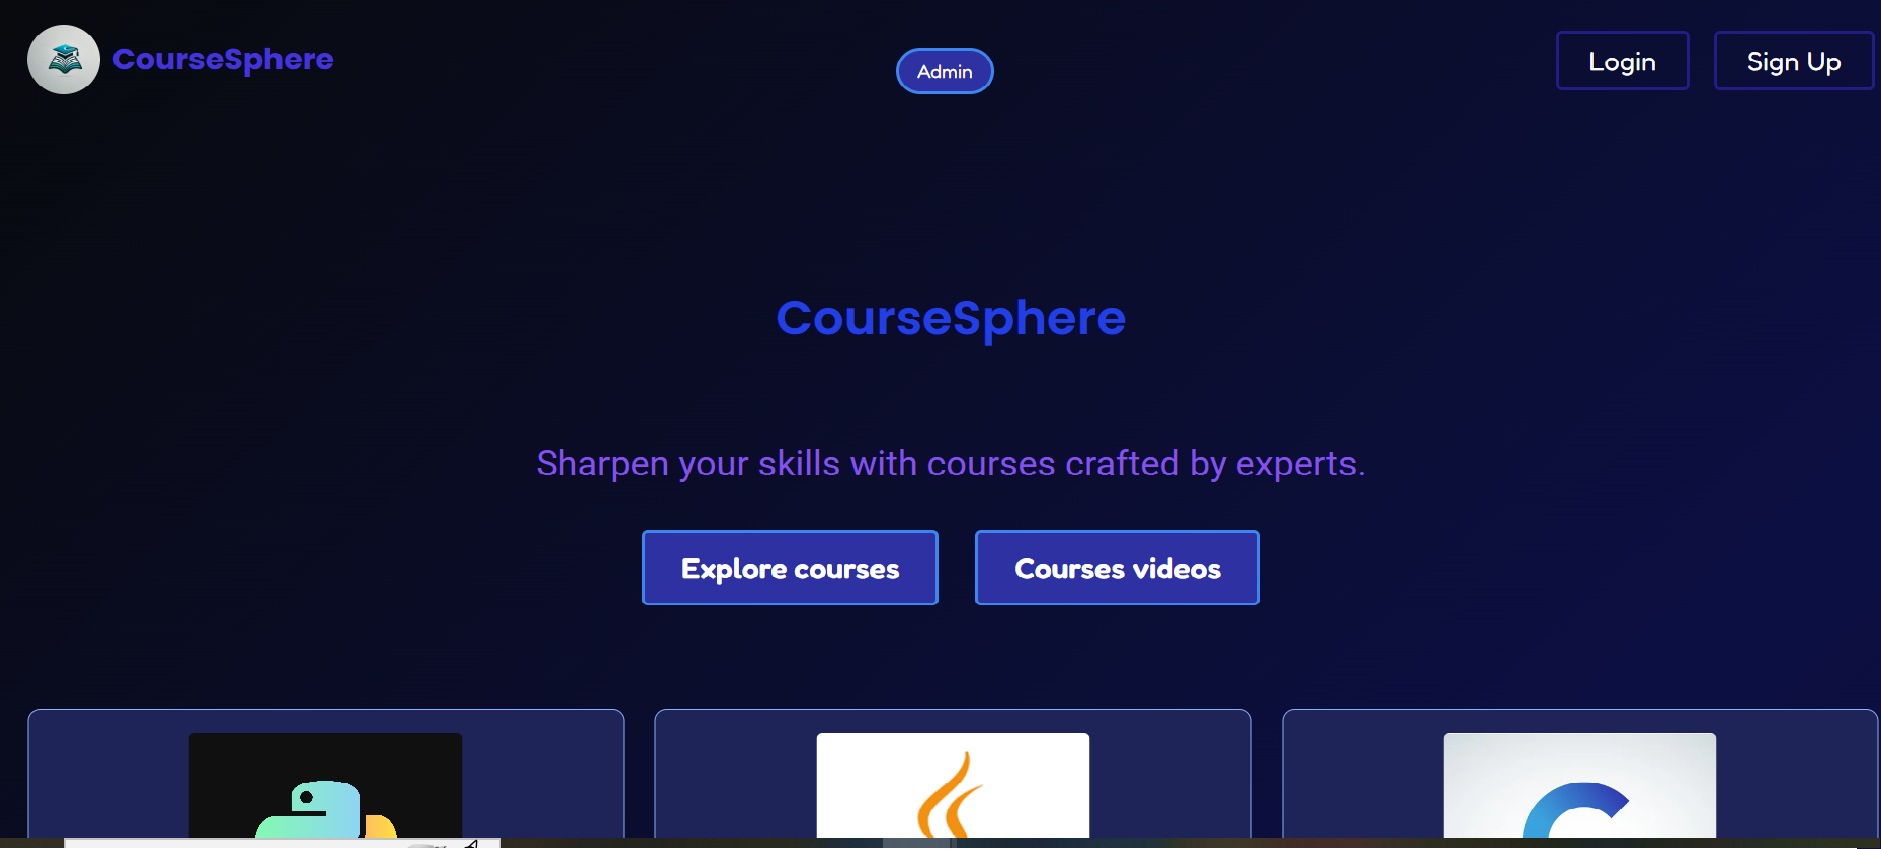 CourseSphere
Admin
Login
Sign Up
CourseSphere
Sharpen your skills with courses crafted by experts.
Explore courses
Courses videos